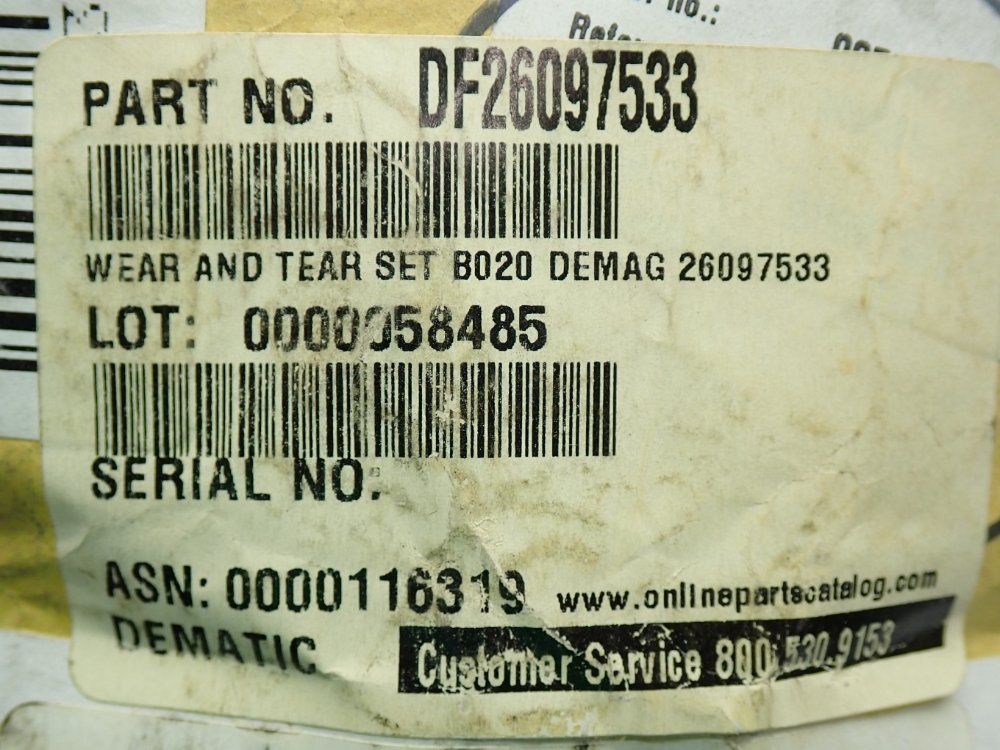 no.:
PART NO. DF26097533
WEAR AND TEAR SET B020 DEMAG 26097533
LOT: 0000058485
SERIAL NO:
ASN: 0000116319 www.onlinepartscatalog.com
DEMATIC Customer Service 800.530.9153